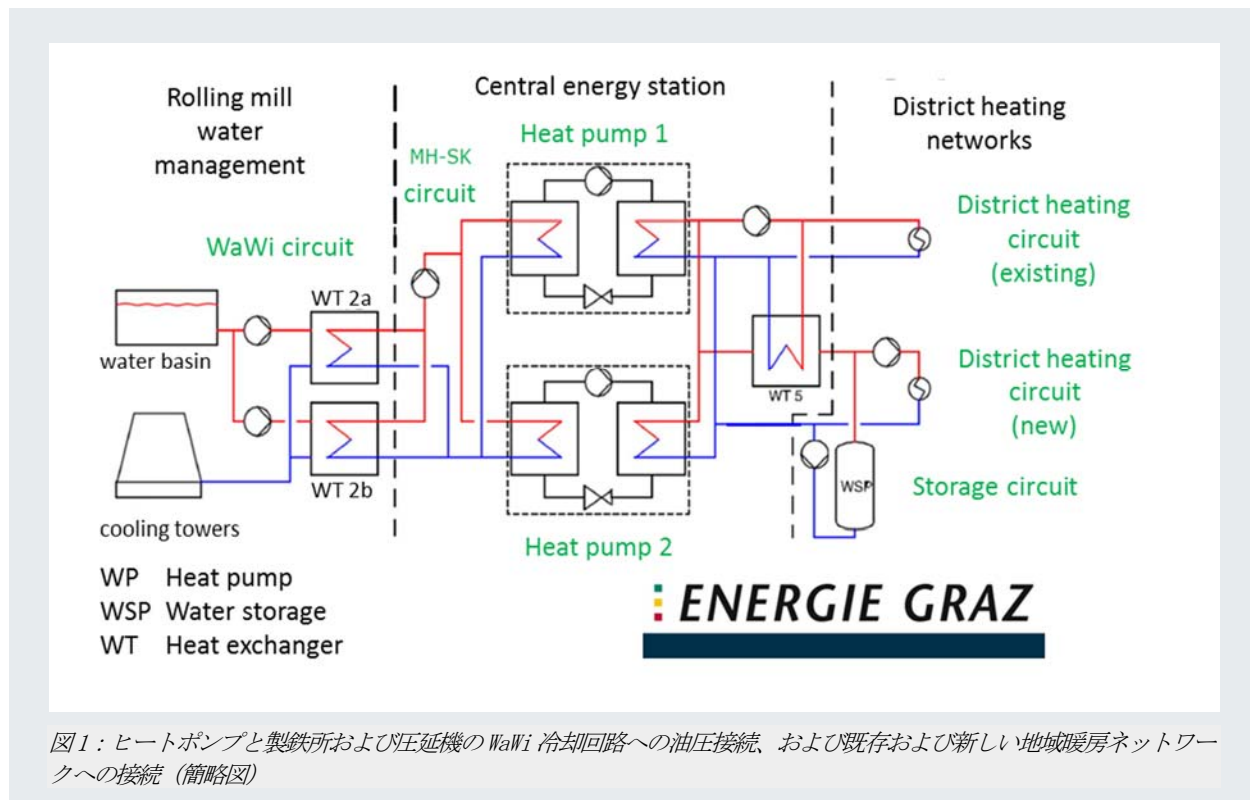 Rolling mill
water
management
Central energy station
District heating
networks
Heat pump 1
MH-SK
circuit
WaWi circuit
District heating
circuit
(existing)
WT 2a
water basin
WT 5
District heating
circuit
(new)
WT 2b
WSP
Storage circuit
cooling towers
Heat pump 2
WP Heat pump
WSP Water storage
WT Heat exchanger
ENERGIE GRAZ
図1：ヒートポンプと製鉄所および圧延機の WaWi 冷却回路への油圧接続、および既存および新しい地域暖房ネットワー
クへの接続（簡略図）